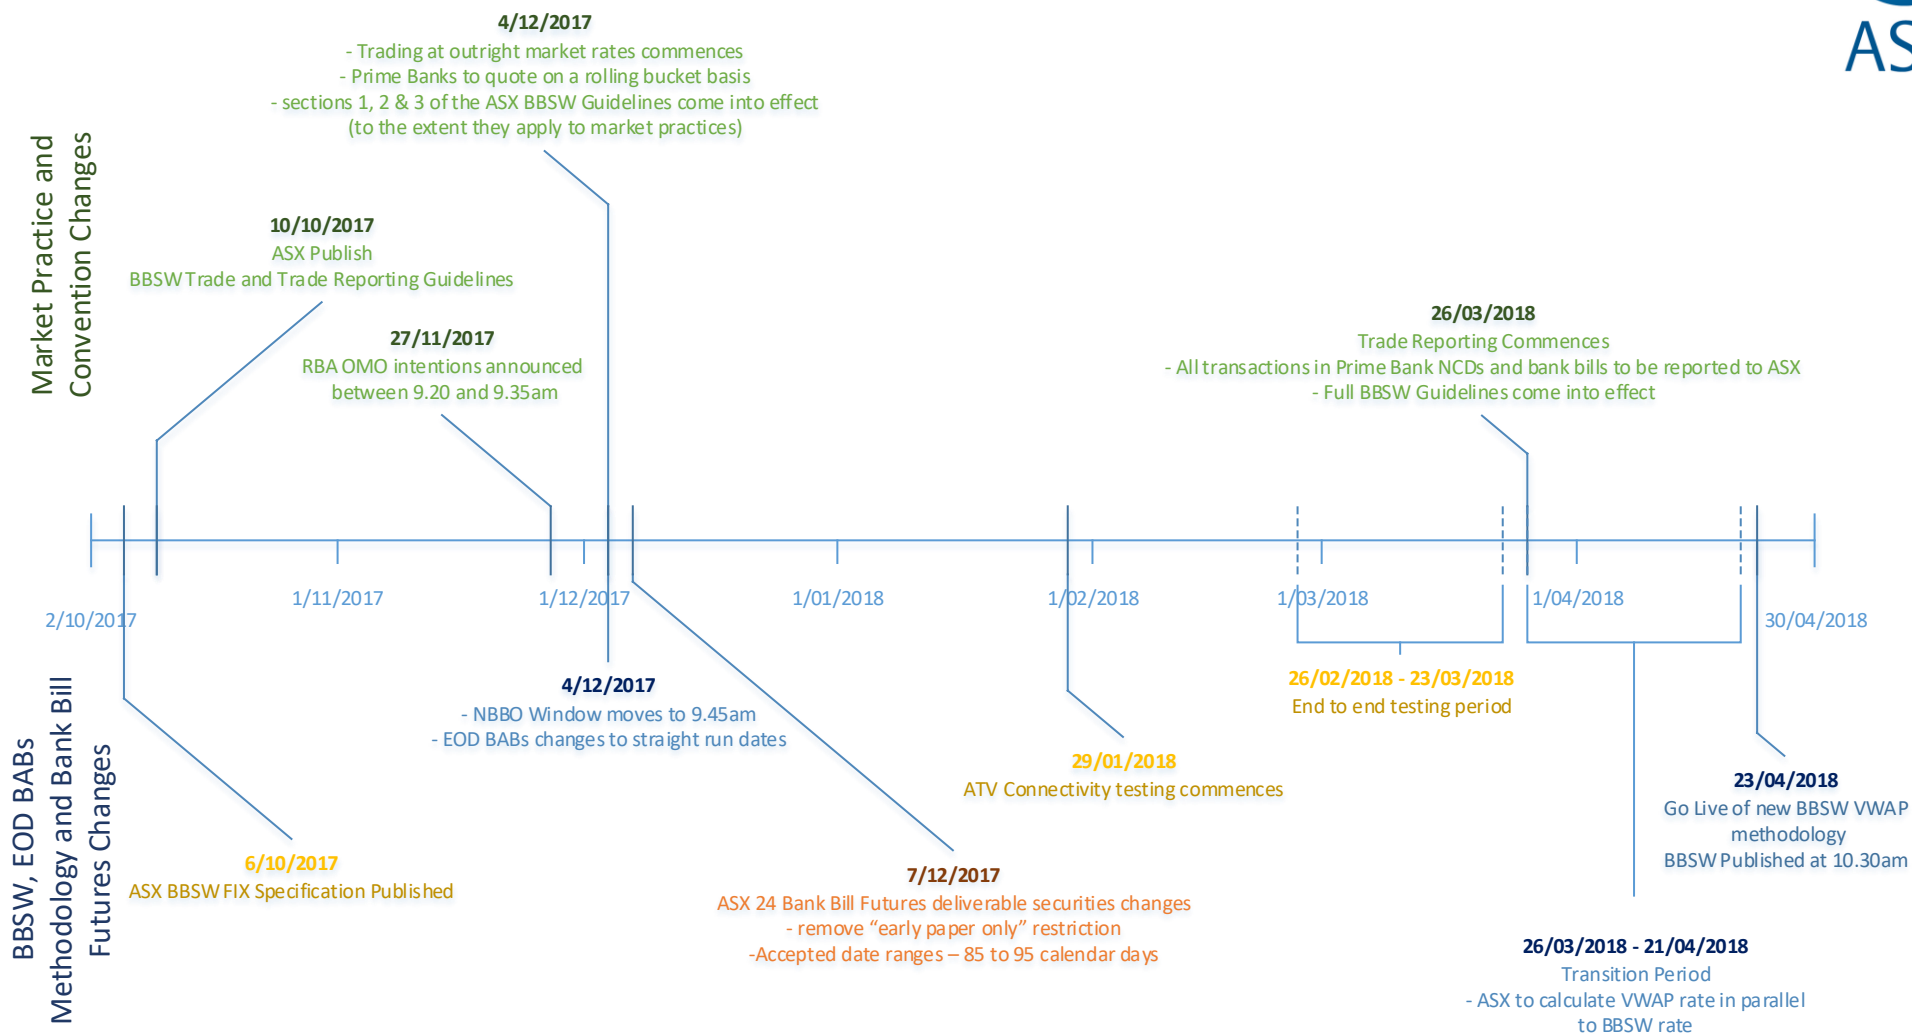 AS
4/12/2017
- Trading at outright market rates commences
- Prime Banks to quote on a rolling bucket basis
- sections 1, 2 & 3 of the ASX BBSW Guidelines come into effect
(to the extent they apply to market practices)
Market Practice and
Convention Changes
10/10/2017
ASX Publish
BBSW Trade and Trade Reporting Guidelines
27/11/2017
RBA OMO intentions announced
between 9.20 and 9.35am
26/03/2018
Trade Reporting Commences
- All transactions in Prime Bank NCDs and bank bills to be reported to ASX
- Full BBSW Guidelines come into effect
2/10/2017
1/11/2017
1/12/2017
1/01/2018
1/02/2018
1/03/2018
1/04/2018
30/04/2018
BBSW, EOD BABs
Methodology and Bank Bill
Futures Changes
6/10/2017
ASX BBSW FIX Specification Published
4/12/2017
- NBBO Window moves to 9.45am
- EOD BABs changes to straight run dates
7/12/2017
ASX 24 Bank Bill Futures deliverable securities changes
- remove “early paper only” restriction
-Accepted date ranges – 85 to 95 calendar days
29/01/2018
ATV Connectivity testing commences
26/02/2018 - 23/03/2018
End to end testing period
26/03/2018 - 21/04/2018
Transition Period
- ASX to calculate VWAP rate in parallel
to BBSW rate
23/04/2018
Go Live of new BBSW VWAP
methodology
BBSW Published at 10.30am